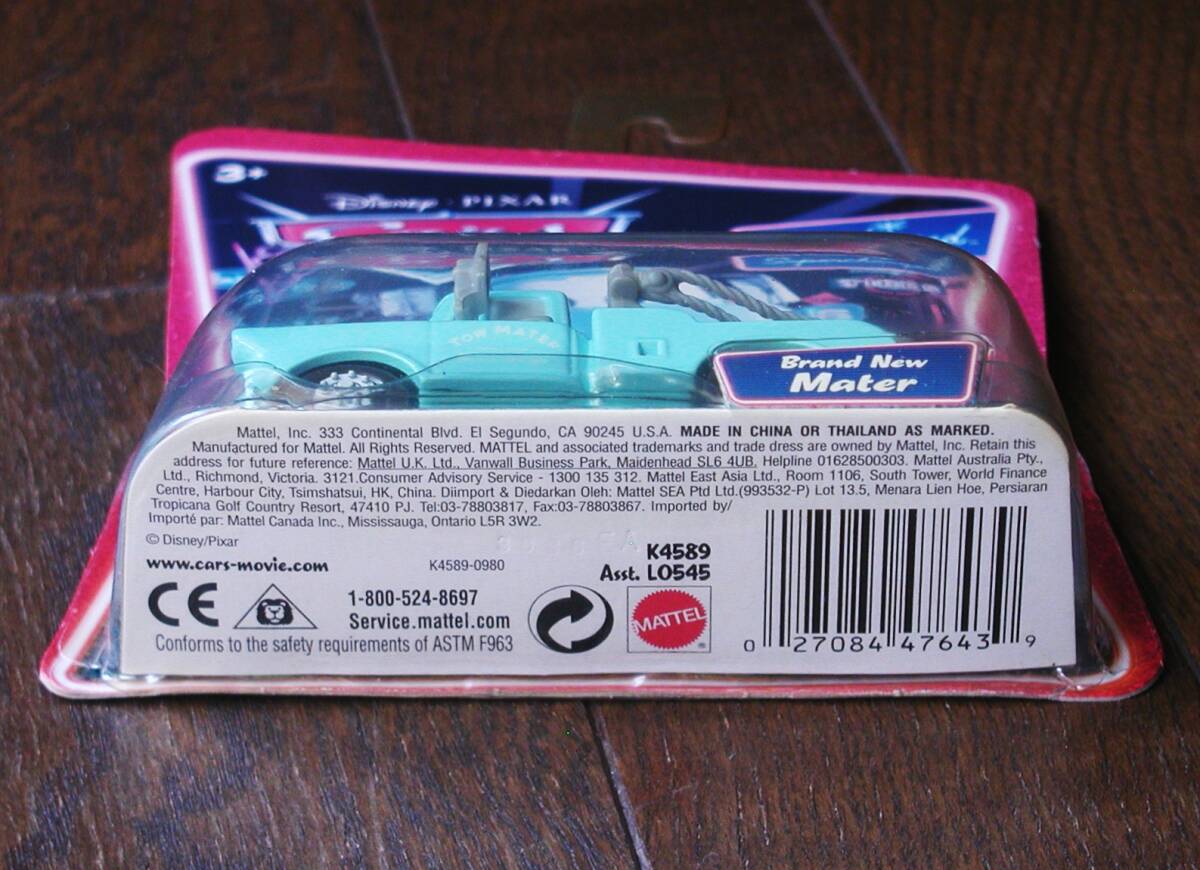 3+
Disney · PIXAR
TOW MATER
Brand New
Mater
Mattel, Inc. 333 Continental Blvd. El Segundo, CA 90245 U.S.A. MADE IN CHINA OR THAILAND AS MARKED.
Manufactured for Mattel. All Rights Reserved. MATTEL and associated trademarks and trade dress are owned by Mattel, Inc. Retain this
address for future reference: Mattel U.K. Ltd., Vanwall Business Park, Maidenhead SL6 4UB. Helpline 01628500303. Mattel Australia Pty.,
Ltd., Richmond, Victoria. 3121.Consumer Advisory Service - 1300 135 312. Mattel East Asia Ltd., Room 1106, South Tower, World Finance
Centre, Harbour City, Tsimshatsui, HK, China. Diimport & Diedarkan Oleh: Mattel SEA Ptd Ltd.(993532-P) Lot 13.5, Menara Lien Hoe, Persiaran
Tropicana Golf Country Resort, 47410 PJ. Tel:03-78803817, Fax:03-78803867. Imported by/
Importé par: Mattel Canada Inc., Mississauga, Ontario L5R 3W2.
© Disney/Pixar
www.cars-movie.com
K4589-0980
K4589
Asst. L0545
CE
1-800-524-8697
Service.mattel.com
Conforms to the safety requirements of ASTM F963
MATTEL
®
0 27084 47643 9